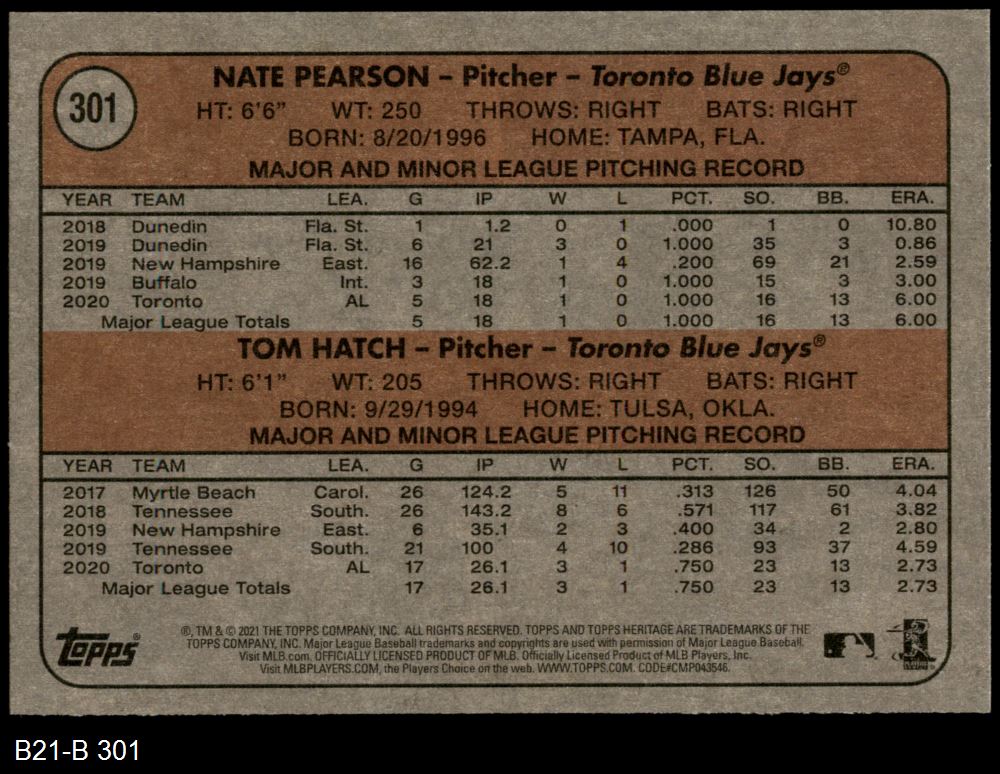 301
NATE PEARSON – Pitcher – Toronto Blue Jays®
HT: 6'6" WT: 250 THROWS: RIGHT BATS: RIGHT
BORN: 8/20/1996 HOME: TAMPA, FLA.
MAJOR AND MINOR LEAGUE PITCHING RECORD
YEAR TEAM LEA. G IP W L PCT. SO. BB. ERA.
2018 Dunedin Fla. St. 1 1.2 0 1 .000 1 0 10.80
2019 Dunedin Fla. St. 6 21 3 0 1.000 35 3 0.86
2019 New Hampshire East. 16 62.2 1 4 .200 69 21 2.59
2019 Buffalo Int. 3 18 1 0 1.000 15 3 3.00
2020 Toronto AL 5 18 1 0 1.000 16 13 6.00
Major League Totals 5 18 1 0 1.000 16 13 6.00
TOM HATCH – Pitcher – Toronto Blue Jays®
HT: 6'1" WT: 205 THROWS: RIGHT BATS: RIGHT
BORN: 9/29/1994 HOME: TULSA, OKLA.
MAJOR AND MINOR LEAGUE PITCHING RECORD
YEAR TEAM LEA. G IP W L PCT. SO. BB. ERA.
2017 Myrtle Beach Carol. 26 124.2 5 11 .313 126 50 4.04
2018 Tennessee South. 26 143.2 8 6 .571 117 61 3.82
2019 New Hampshire East. 6 35.1 2 3 .400 34 2 2.80
2019 Tennessee South. 21 100 4 10 .286 93 37 4.59
2020 Toronto AL 17 26.1 3 1 .750 23 13 2.73
Major League Totals 17 26.1 3 1 .750 23 13 2.73
topps®
®, TM & © 2021 THE TOPPS COMPANY, INC. ALL RIGHTS RESERVED. TOPPS AND TOPPS HERITAGE ARE TRADEMARKS OF THE
TOPPS COMPANY, INC. Major League Baseball trademarks and copyrights are used with permission of Major League Baseball.
Visit MLB.com. OFFICIALLY LICENSED PRODUCT OF MLB. Officially Licensed Product of MLB Players, Inc.
Visit MLBPLAYERS.COM, the Players Choice on the web. WWW.TOPPS.COM. CODE#CMP043546.
B21-B 301